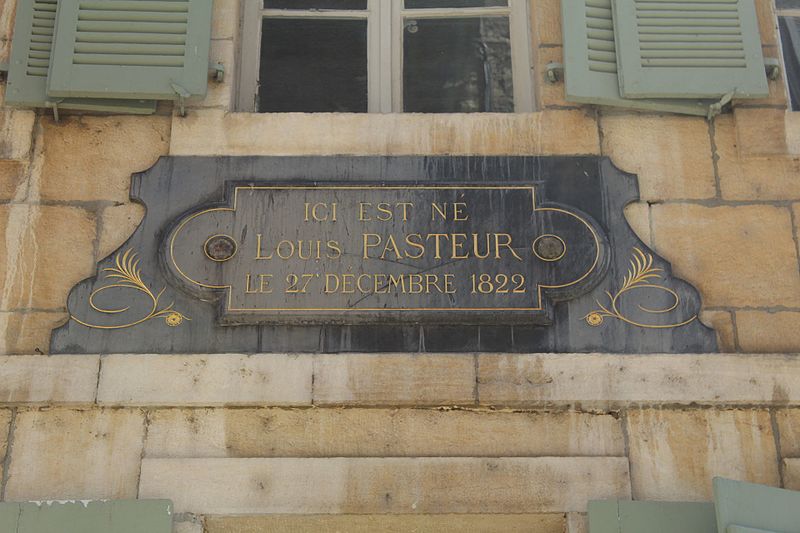 ICI EST NÉ
LOUIS PASTEUR
LE 27 DÉCEMBRE 1822